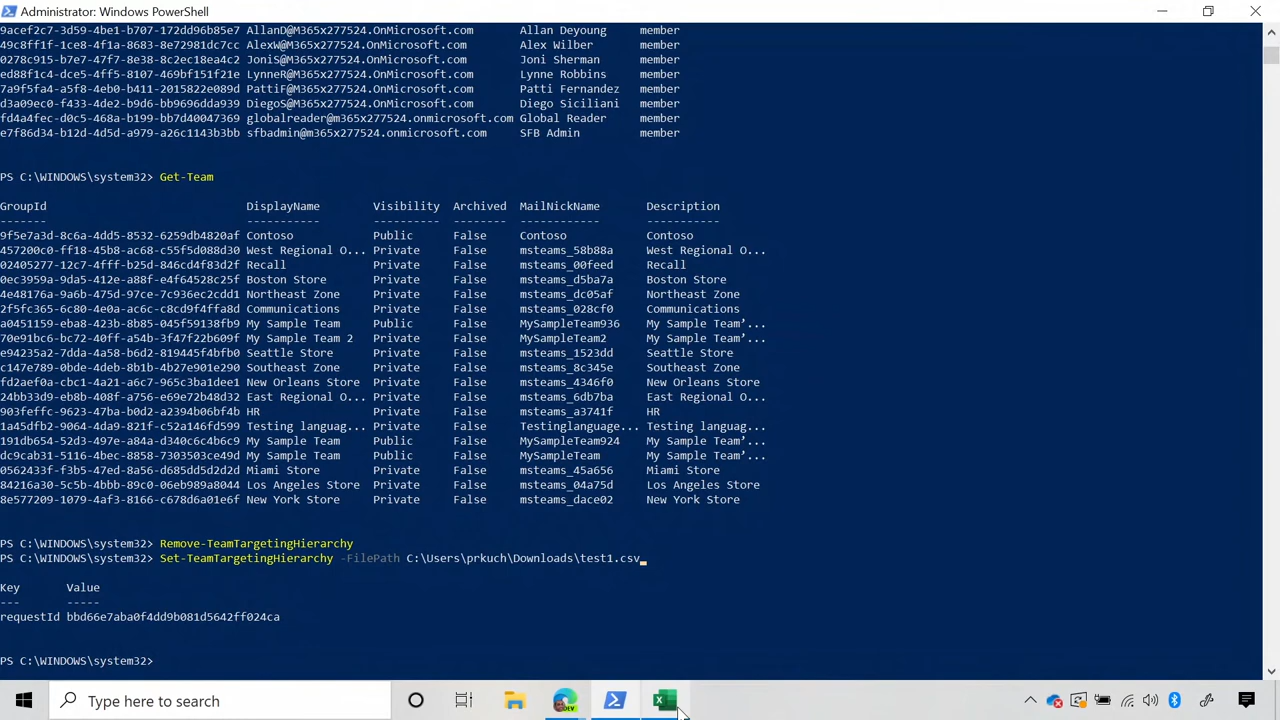 Administrator: Windows PowerShell
9acef2c7-3d59-4be1-b707-172dd96b85e7 AllanD@M365x277524.OnMicrosoft.com Allan Deyoung member
49c8ff1f-1ce8-4f1a-8683-8e72981dc7cc AlexW@M365x277524.OnMicrosoft.com Alex Wilber member
0278c915-b7e7-47f7-8e38-8c2ec18ea4c2 JoniS@M365x277524.OnMicrosoft.com Joni Sherman member
ed88f1c4-dce5-4ff5-8107-469bf151f21e LynneR@M365x277524.OnMicrosoft.com Lynne Robbins member
7a9f5fa4-a5f8-4eb0-b411-2015822e089d PattiF@M365x277524.OnMicrosoft.com Patti Fernandez member
d3a09ec0-f433-4de2-b9d6-bb9696dda939 DiegoS@M365x277524.OnMicrosoft.com Diego Siciliani member
fd4a4fec-d0c5-468a-b199-bb7d40047369 globalreader@m365x277524.onmicrosoft.com Global Reader member
e7f86d34-b12d-4d5d-a979-a26c1143b3bb sfbadmin@m365x277524.onmicrosoft.com SFB Admin member
PS C:\WINDOWS\system32> Get-Team
GroupId DisplayName Visibility Archived MailNickName Description
------- ----------- ---------- -------- ------------ -----------
9f5e7a3d-8c6a-4dd5-8532-6259db4820af Contoso Public False Contoso Contoso
457200c0-ff18-45b8-ac68-c55f5d088d30 West Regional O... Private False msteams_58b88a West Regional O...
02405277-12c7-4fff-b25d-846cd4f83d2f Recall Private False msteams_00feed Recall
0ec3959a-9da5-412e-a88f-e4f64528c25f Boston Store Private False msteams_d5ba7a Boston Store
4e48176a-9a6b-475d-97ce-7c936ec2cdd1 Northeast Zone Private False msteams_dc05af Northeast Zone
2f5fc365-6c80-4e0a-ac6c-c8cd9f4ffa8d Communications Private False msteams_028cf0 Communications
a0451159-eba8-423b-8b85-045f59138fb9 My Sample Team Public False MySampleTeam936 My Sample Team’...
70e91bc6-bc72-40ff-a54b-3f47f22b609f My Sample Team 2 Private False MySampleTeam2 My Sample Team’...
e94235a2-7dda-4a58-b6d2-819445f4bfb0 Seattle Store Private False msteams_1523dd Seattle Store
c147e789-0bde-4deb-8b1b-4b27e901e290 Southeast Zone Private False msteams_8c345e Southeast Zone
fd2aef0a-cbc1-4a21-a6c7-965c3ba1dee1 New Orleans Store Private False msteams_4346f0 New Orleans Store
24bb33d9-eb8b-408f-a756-e69e72b48d32 East Regional O... Private False msteams_6db7ba East Regional O...
903feffc-9623-47ba-b0d2-a2394b06bf4b HR Private False msteams_a3741f HR
1a45dfb2-9064-4da9-821f-c52a146fd599 Testing languag... Private False Testinglanguage... Testing languag...
191db654-52d3-497e-a84d-d340c6c4b6c9 My Sample Team Public False MySampleTeam924 My Sample Team’...
dc9cab31-5116-4bec-8858-7303503ce49d My Sample Team Public False MySampleTeam My Sample Team’...
0562433f-f3b5-47ed-8a56-d685dd5d2d2d Miami Store Private False msteams_45a656 Miami Store
84216a30-5c5b-4bbb-89c0-06eb989a8044 Los Angeles Store Private False msteams_04a75d Los Angeles Store
8e577209-1079-4af3-8166-c678d6a01e6f New York Store Private False msteams_dace02 New York Store
PS C:\WINDOWS\system32> Remove-TeamTargetingHierarchy
PS C:\WINDOWS\system32> Set-TeamTargetingHierarchy -FilePath C:\Users\prkuch\Downloads\test1.csv
Key Value
--- -----
requestId bbd66e7aba0f4dd9b081d5642ff024ca
PS C:\WINDOWS\system32>
Type here to search